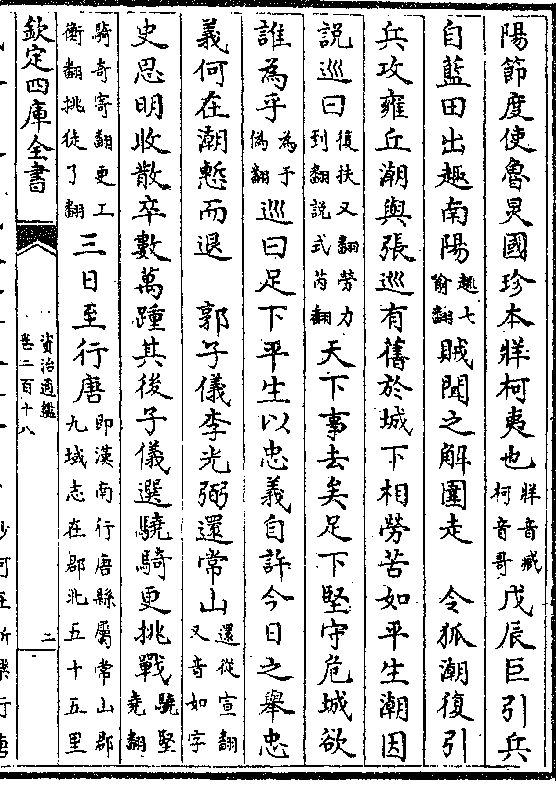 陽節度使魯炅國珍本牂柯夷也牂音臧柯音哥戊辰巨引兵
自藍田出趣南陽趣七喻翻賊聞之解圍走　令狐潮復引
兵攻雍丘潮與張巡有舊於城下相勞苦如平生潮因
説巡曰復扶又翻勞力到翻説式芮翻天下事去矣足下堅守危城欲
誰為乎為于偽翻巡曰足下平生以忠義自許今日之舉忠
義何在潮慙而退　郭子儀李光弼還常山還從宣翻又音如字
史思明收散卒數萬踵其後子儀選驍騎更挑戰驍堅堯翻
騎奇寄翻更工衡翻挑徒了翻三日至行唐即漢南行唐縣屬常山郡九域志在郡北五十五里
欽定四庫全書
資治通鑑
卷二百十八
二